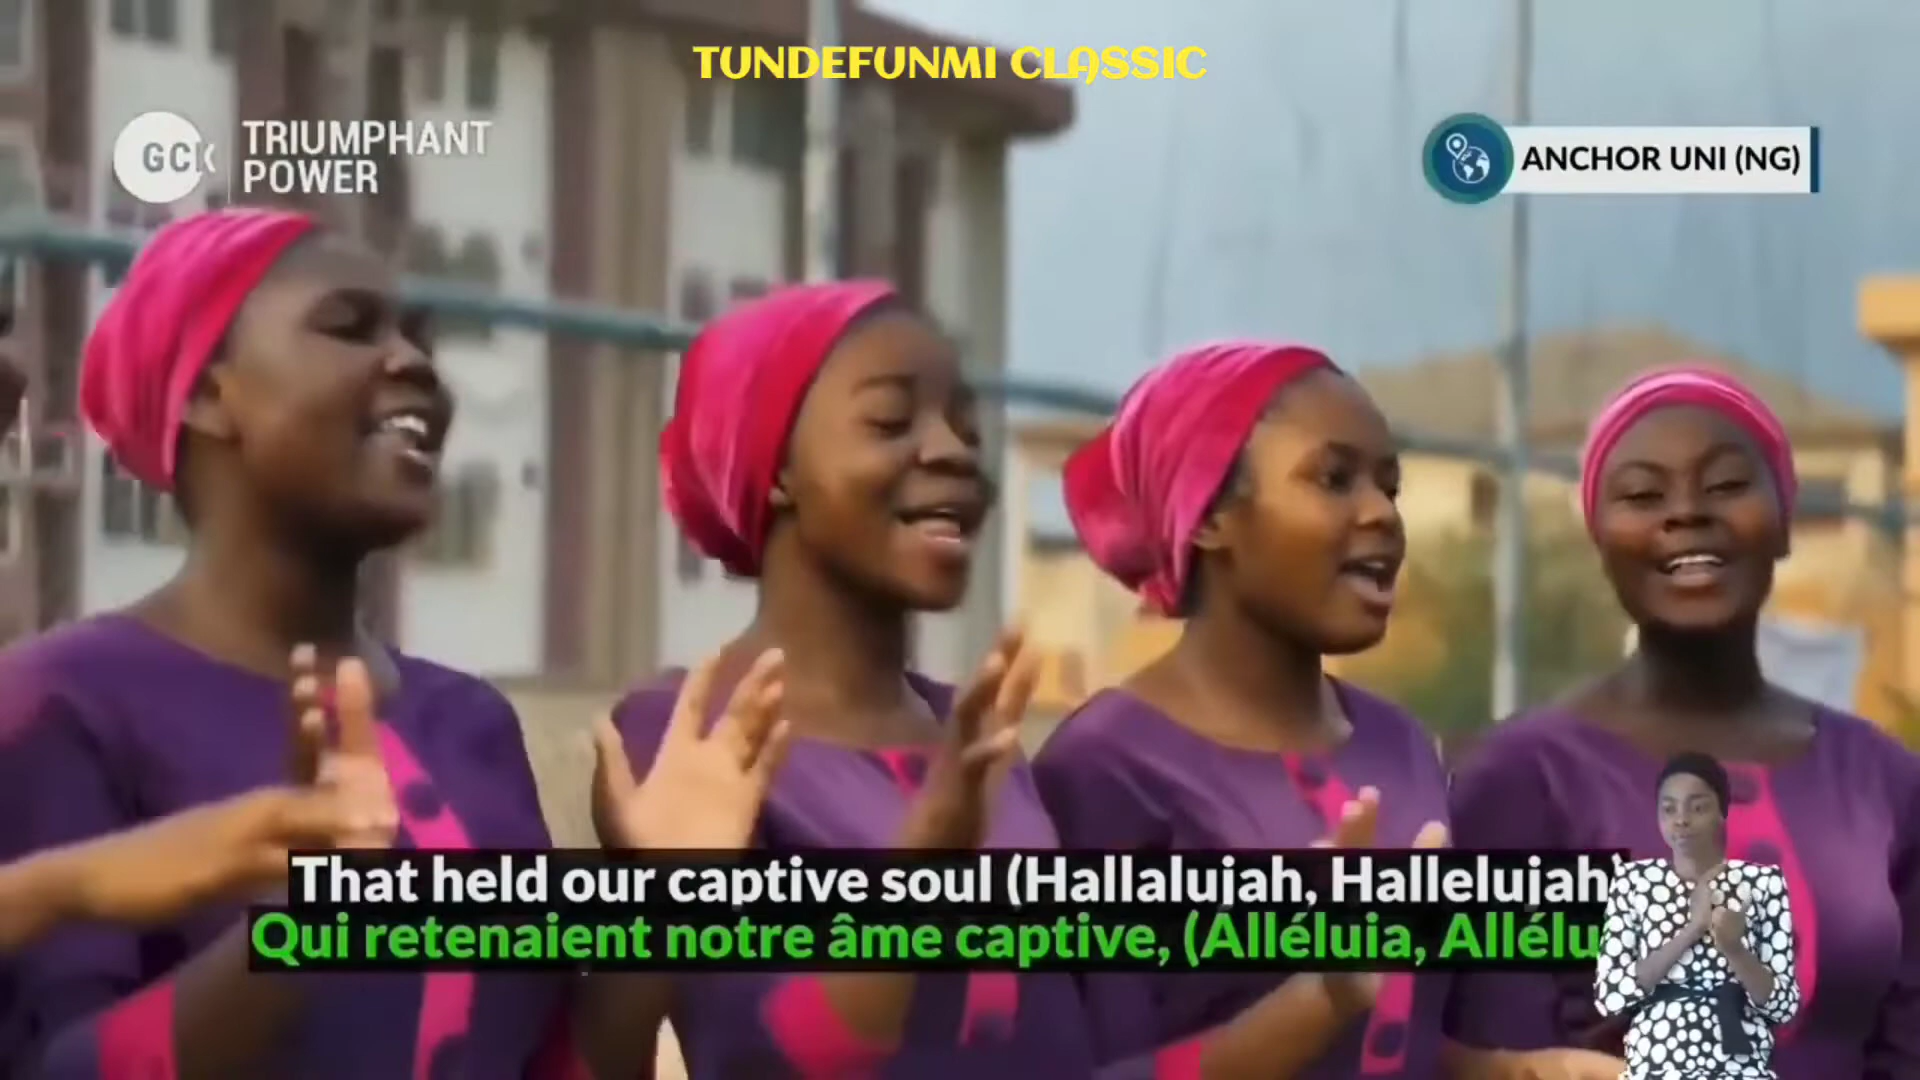 TUNDEFUNMI CLASSIC
GCK
TRIUMPHANT
POWER
ANCHOR UNI (NG)
That held our captive soul (Hallalujah, Hallelujah)
Qui retenaient notre âme captive, (Alléluia, Allélu